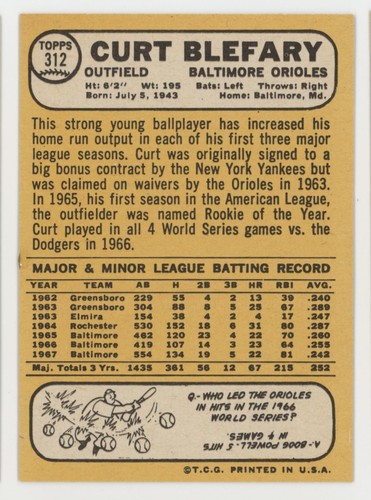 TOPPS
312
CURT BLEFARY
OUTFIELD BALTIMORE ORIOLES
Ht: 6'2" Wt: 195 Bats: Left Throws: Right
Born: July 5, 1943 Home: Baltimore, Md.
This strong young ballplayer has increased his
home run output in each of his first three major
league seasons. Curt was originally signed to a
big bonus contract by the New York Yankees but
was claimed on waivers by the Orioles in 1963.
In 1965, his first season in the American League,
the outfielder was named Rookie of the Year.
Curt played in all 4 World Series games vs. the
Dodgers in 1966.
MAJOR & MINOR LEAGUE BATTING RECORD
YEAR TEAM AB H 2B 3B HR RBI AVG.
1962 Greensboro 229 55 4 2 13 39 .240
1963 Greensboro 304 88 8 5 25 67 .289
1963 Elmira 154 38 4 2 4 17 .247
1964 Rochester 530 152 18 6 31 80 .287
1965 Baltimore 462 120 23 4 22 70 .260
1966 Baltimore 419 107 14 3 23 64 .255
1967 Baltimore 554 134 19 5 22 81 .242
Maj. Totals 3 Yrs. 1435 361 56 12 67 215 .252
Q.-WHO LED THE ORIOLES
IN HITS IN THE 1966
WORLD SERIES?
A-BOOG POWELL-5 HITS
IN 4 GAMES.
©T.C.G. PRINTED IN U.S.A.